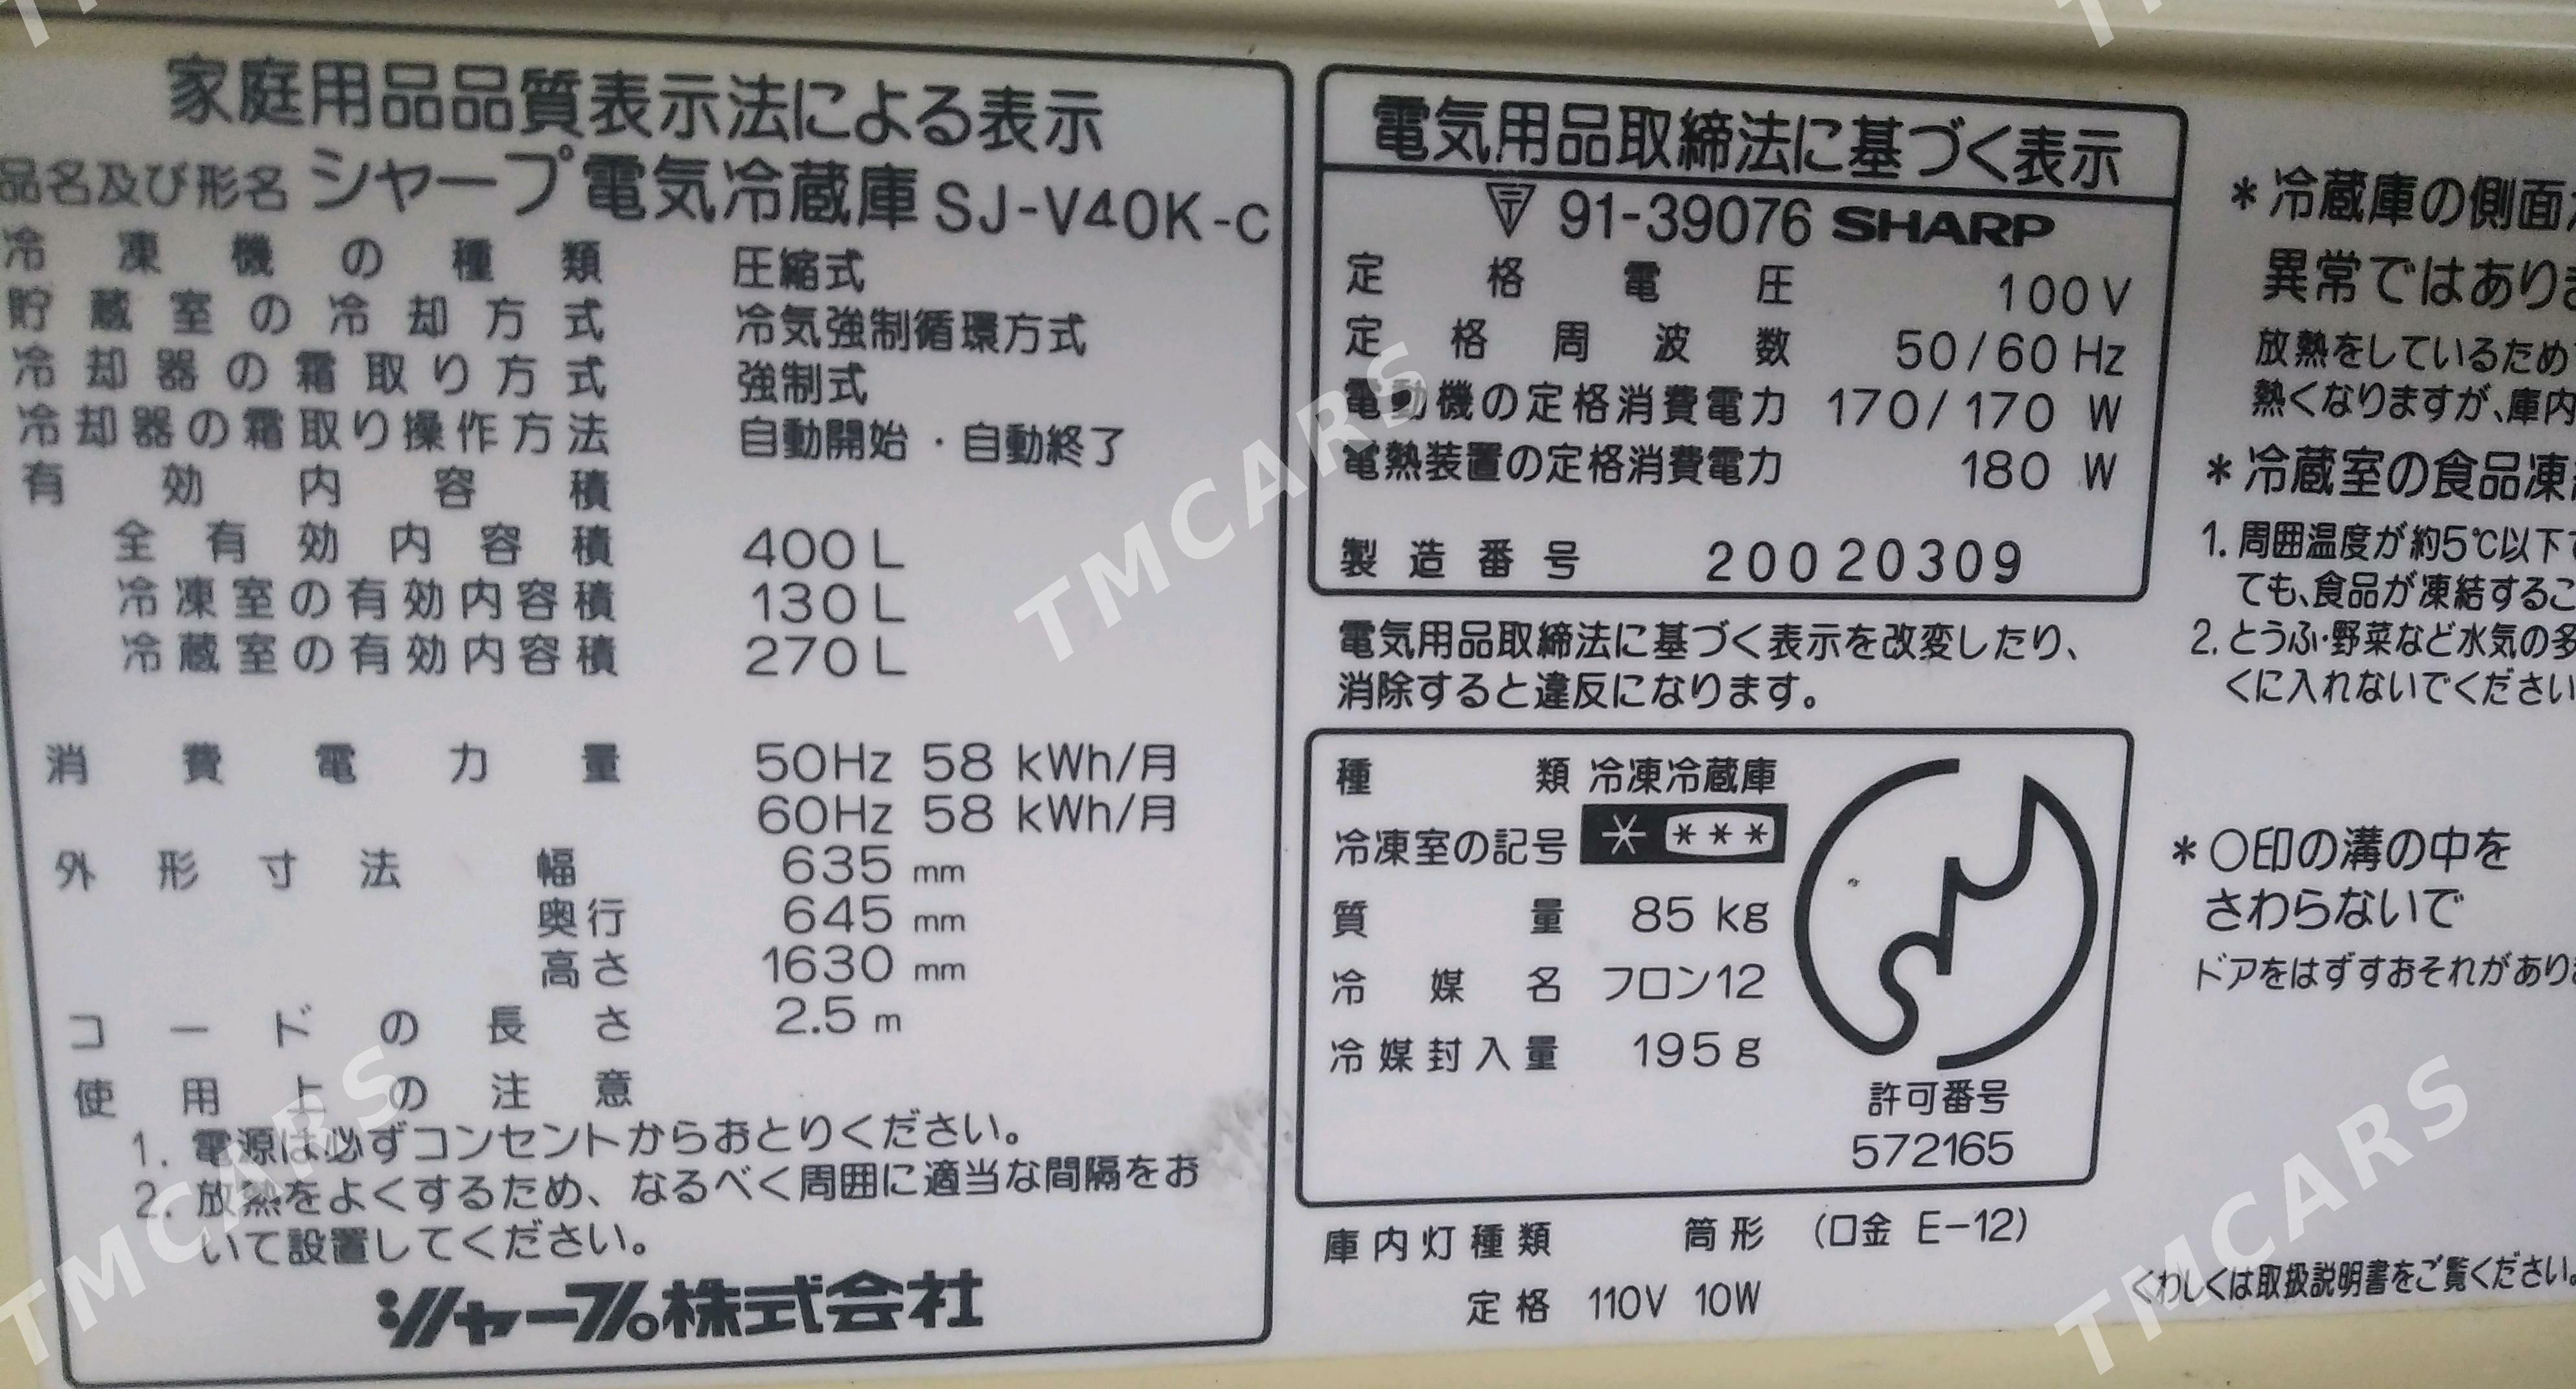 家庭用品品質表示法による表示
品名及び形名 シャープ電気冷蔵庫 SJ-V40K-C
冷凍機の種類 圧縮式
貯蔵室の冷却方式 冷気強制循環方式
冷却器の霜取り方式 強制式
冷却器の霜取り操作方法 自動開始・自動終了
有効内容積
全有効内容積 400L
冷凍室の有効内容積 130L
冷蔵室の有効内容積 270L
消費電力量 50Hz 58 kWh/月
60Hz 58 kWh/月
外形寸法 幅 635 mm
奥行 645 mm
高さ 1630 mm
コードの長さ 2.5 m
使用上の注意
1. 電源は必ずコンセントからおとりください。
2. 放熱をよくするため、なるべく周囲に適当な間隔をお
いて設置してください。
シャープ株式会社
電気用品取締法に基づく表示
〒 91-39076 SHARP
定格電圧 100V
定格周波数 50/60 Hz
電動機の定格消費電力 170/170 W
電熱装置の定格消費電力 180 W
製造番号 20020309
電気用品取締法に基づく表示を改変したり、
消除すると違反になります。
種類 冷凍冷蔵庫
冷凍室の記号 * ***
質量 85 kg
冷媒名 フロン12
冷媒封入量 195g
許可番号
572165
庫内灯種類 筒形 (口金 E-12)
定格 110V 10W
*冷蔵庫の側面
異常ではありま
放熱をしているため
熱くなりますが、庫内
*冷蔵室の食品凍結
1. 周囲温度が約5℃以下で
ても、食品が凍結するこ
2. とうふ・野菜など水気の多
くに入れないでください
*○印の溝の中を
さわらないで
ドアをはずすおそれがありま
くわしくは取扱説明書をご覧ください。
TMCARS
TMCARS
TMCARS